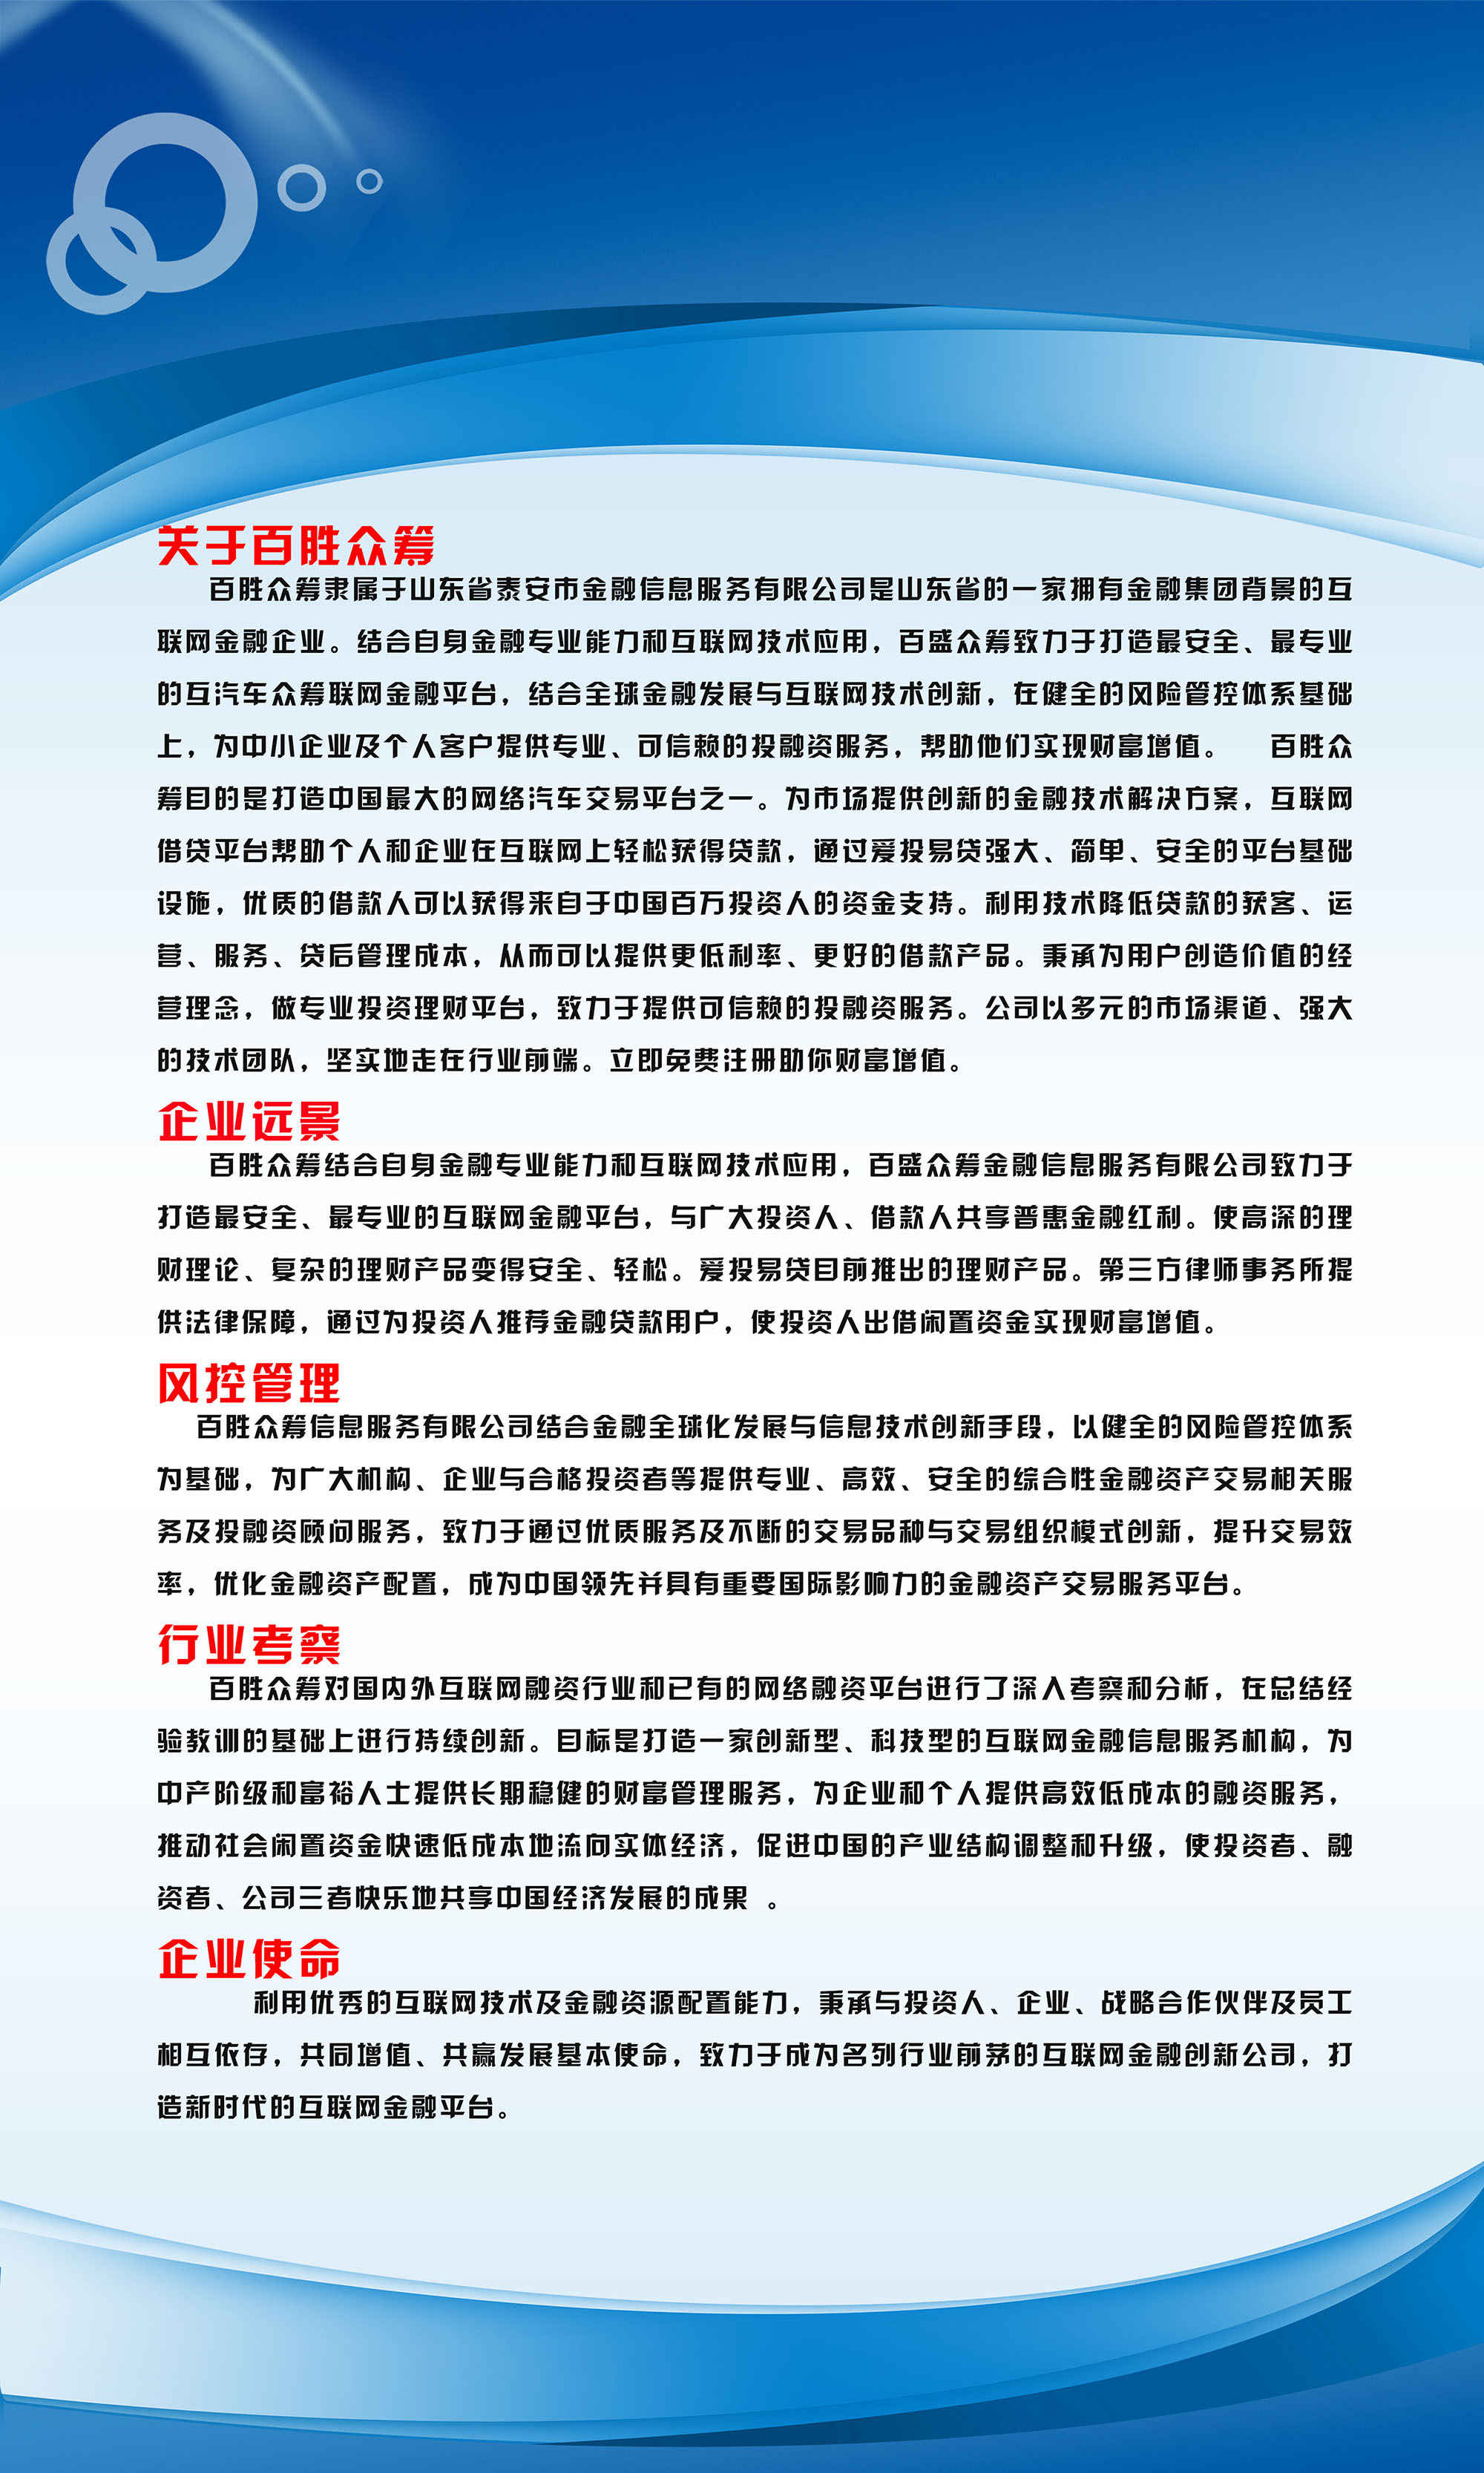 关于百胜众筹
百胜众筹隶属于山东省泰安市金融信息服务有限公司是山东省的一家拥有金融集团背景的互
联网金融企业。结合自身金融专业能力和互联网技术应用，百盛众筹致力于打造最安全、最专业
的互汽车众筹联网金融平台，结合全球金融发展与互联网技术创新，在健全的风险管控体系基础
上，为中小企业及个人客户提供专业、可信赖的投融资服务，帮助他们实现财富增值。 百胜众
筹目的是打造中国最大的网络汽车交易平台之一。为市场提供创新的金融技术解决方案，互联网
借贷平台帮助个人和企业在互联网上轻松获得贷款，通过爱投易贷强大、简单、安全的平台基础
设施，优质的借款人可以获得来自于中国百万投资人的资金支持。利用技术降低贷款的获客、运
营、服务、贷后管理成本，从而可以提供更低利率、更好的借款产品。秉承为用户创造价值的经
营理念，做专业投资理财平台，致力于提供可信赖的投融资服务。公司以多元的市场渠道、强大
的技术团队，坚实地走在行业前端。立即免费注册助你财富增值。
企业远景
百胜众筹结合自身金融专业能力和互联网技术应用，百盛众筹金融信息服务有限公司致力于
打造最安全、最专业的互联网金融平台，与广大投资人、借款人共享普惠金融红利。使高深的理
财理论、复杂的理财产品变得安全、轻松。爱投易贷目前推出的理财产品。第三方律师事务所提
供法律保障，通过为投资人推荐金融贷款用户，使投资人出借闲置资金实现财富增值。
风控管理
百胜众筹信息服务有限公司结合金融全球化发展与信息技术创新手段，以健全的风险管控体系
为基础，为广大机构、企业与合格投资者等提供专业、高效、安全的综合性金融资产交易相关服
务及投融资顾问服务，致力于通过优质服务及不断的交易品种与交易组织模式创新，提升交易效
率，优化金融资产配置，成为中国领先并具有重要国际影响力的金融资产交易服务平台。
行业考察
百胜众筹对国内外互联网融资行业和已有的网络融资平台进行了深入考察和分析，在总结经
验教训的基础上进行持续创新。目标是打造一家创新型、科技型的互联网金融信息服务机构，为
中产阶级和富裕人士提供长期稳健的财富管理服务，为企业和个人提供高效低成本的融资服务，
推动社会闲置资金快速低成本地流向实体经济，促进中国的产业结构调整和升级，使投资者、融
资者、公司三者快乐地共享中国经济发展的成果 。
企业使命
利用优秀的互联网技术及金融资源配置能力，秉承与投资人、企业、战略合作伙伴及员工
相互依存，共同增值、共赢发展基本使命，致力于成为名列行业前茅的互联网金融创新公司，打
造新时代的互联网金融平台。